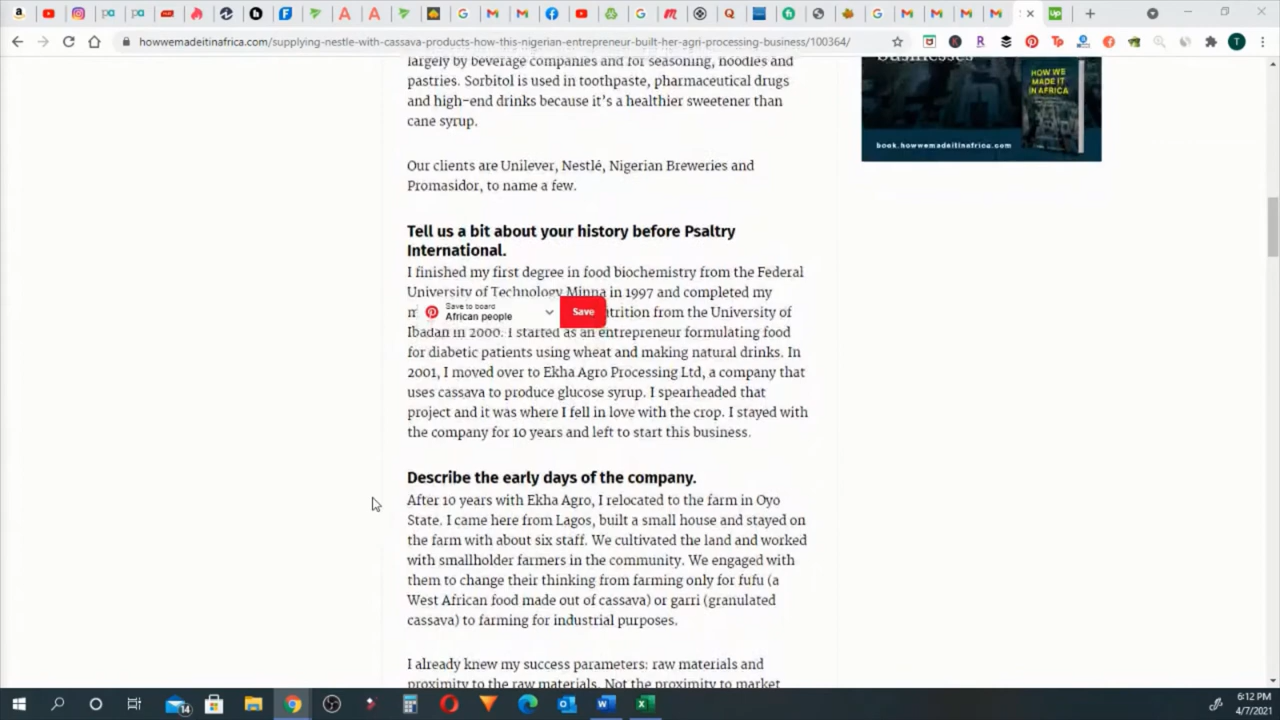 howwemadeitinafrica.com/supplying-nestle-with-cassava-products-how-this-nigerian-entrepreneur-built-her-agri-processing-business/100364/
largely by beverage companies and for seasoning, noodles and
pastries. Sorbitol is used in toothpaste, pharmaceutical drugs
and high-end drinks because it's a healthier sweetener than
cane syrup.
HOW WE
MADE IT
IN AFRICA
book.howwemadeitinafrica.com
Our clients are Unilever, Nestlé, Nigerian Breweries and
Promasidor, to name a few.
Tell us a bit about your history before Psaltry
International.
I finished my first degree in food biochemistry from the Federal
University of Technology Minna in 1997 and completed my
Save to board
African people
Save
from the University of
Ibadan in 2000. I started as an entrepreneur formulating food
for diabetic patients using wheat and making natural drinks. In
2001, I moved over to Ekha Agro Processing Ltd, a company that
uses cassava to produce glucose syrup. I spearheaded that
project and it was where I fell in love with the crop. I stayed with
the company for 10 years and left to start this business.
Describe the early days of the company.
After 10 years with Ekha Agro, I relocated to the farm in Oyo
State. I came here from Lagos, built a small house and stayed on
the farm with about six staff. We cultivated the land and worked
with smallholder farmers in the community. We engaged with
them to change their thinking from farming only for fufu (a
West African food made out of cassava) or garri (granulated
cassava) to farming for industrial purposes.
I already knew my success parameters: raw materials and
proximity to the raw materials. Not the proximity to market
6:12 PM
4/7/2021